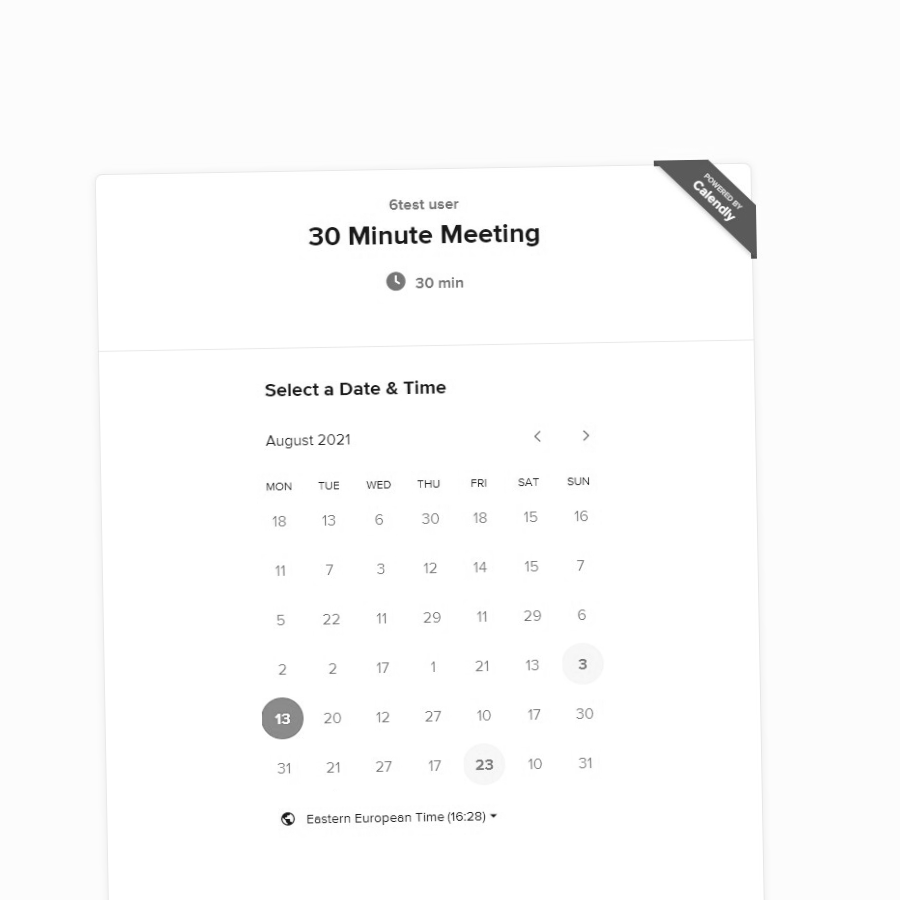 POWERED BY
Calendly
6test user
30 Minute Meeting
30 min
Select a Date & Time
August 2021
MON TUE WED THU FRI SAT SUN
18 13 6 30 18 15 16
11 7 3 12 14 15 7
5 22 11 29 11 29 6
2 2 17 1 21 13 3
13 20 12 27 10 17 30
31 21 27 17 23 10 31
Eastern European Time (16:28)